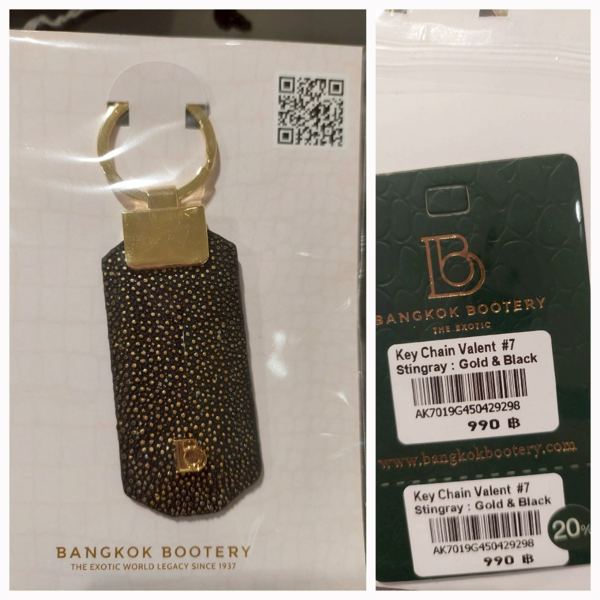 B
BANGKOK BOOTERY
THE EXOTIC WORLD LEGACY SINCE 1937
B
BANGKOK BOOTERY
THE EXOTIC
Key Chain Valent #7
Stingray : Gold & Black
AK7019G450429298
990 ฿
www.bangkokbootery.com
Key Chain Valent #7
Stingray : Gold & Black
AK7019G450429298
990 ฿
20%